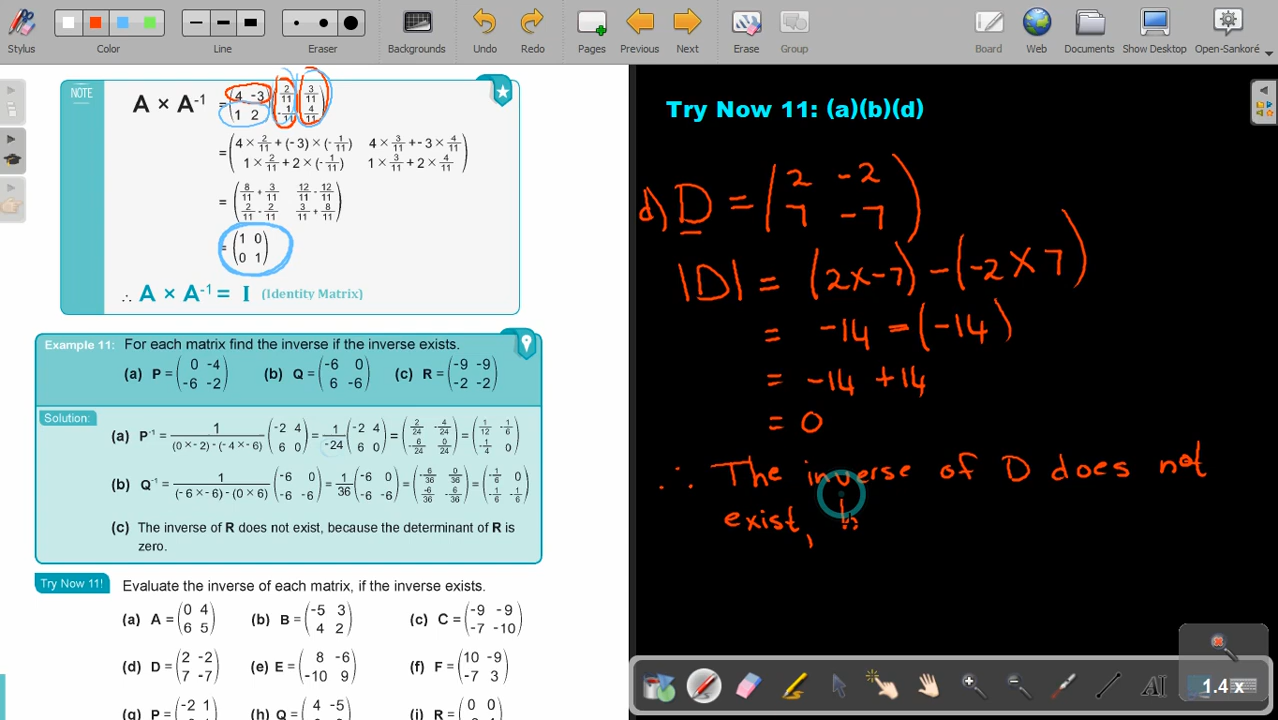 Stylus
Color
Line
Eraser
Backgrounds
Undo
Redo
Pages
Previous
Next
Erase
Group
Board
Web
Documents
Show Desktop
Open-Sankoré
NOTE
A × A⁻¹ = (4 -3; 1 2) (2/11 3/11; -1/11 4/11)
= (4 × 2/11 + (-3) × (-1/11) 4 × 3/11 + -3 × 4/11; 1 × 2/11 + 2 × (-1/11) 1 × 3/11 + 2 × 4/11)
= (8/11 + 3/11 12/11 - 12/11; 2/11 - 2/11 3/11 + 8/11)
= (1 0; 0 1)
∴ A × A⁻¹ = I (Identity Matrix)
Example 11: For each matrix find the inverse if the inverse exists.
(a) P = (0 -4; -6 -2) (b) Q = (-6 0; 6 -6) (c) R = (-9 -9; -2 -2)
Solution:
(a) P⁻¹ = 1/((0 × -2) - (-4 × -6)) (-2 4; 6 0) = 1/-24 (-2 4; 6 0) = (2/24 -4/24; -6/24 0/24) = (1/12 -1/6; -1/4 0)
(b) Q⁻¹ = 1/((-6 × -6) - (0 × 6)) (-6 0; -6 -6) = 1/36 (-6 0; -6 -6) = (-6/36 0/36; -6/36 -6/36) = (-1/6 0; -1/6 -1/6)
(c) The inverse of R does not exist, because the determinant of R is
zero.
Try Now 11! Evaluate the inverse of each matrix, if the inverse exists.
(a) A = (0 4; 6 5) (b) B = (-5 3; 4 2) (c) C = (-9 -9; -7 -10)
(d) D = (2 -2; 7 -7) (e) E = (8 -6; -10 9) (f) F = (10 -9; -7 3)
(g) P = (-2 1 (h) Q = (4 -5 (i) R = (0 0
Try Now 11: (a)(b)(d)
d) D = (2 -2; 7 -7)
|D| = (2×-7) - (-2×7)
= -14 - (-14)
= -14 + 14
= 0
∴ The inverse of D does not
exist, b
1.4 x